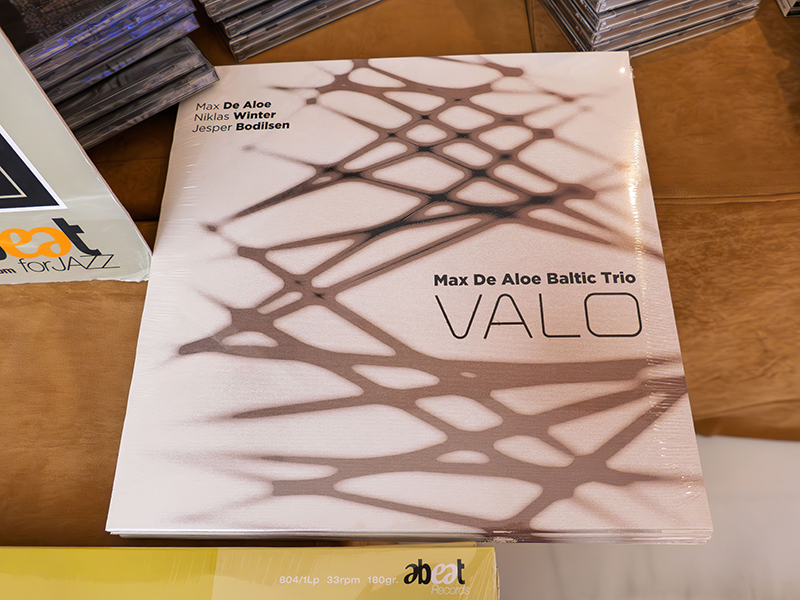 Max De Aloe
Niklas Winter
Jesper Bodilsen
Max De Aloe Baltic Trio
VALO
beat
forJAZZ
804/1Lp 33rpm 180gr.
abeat
Records